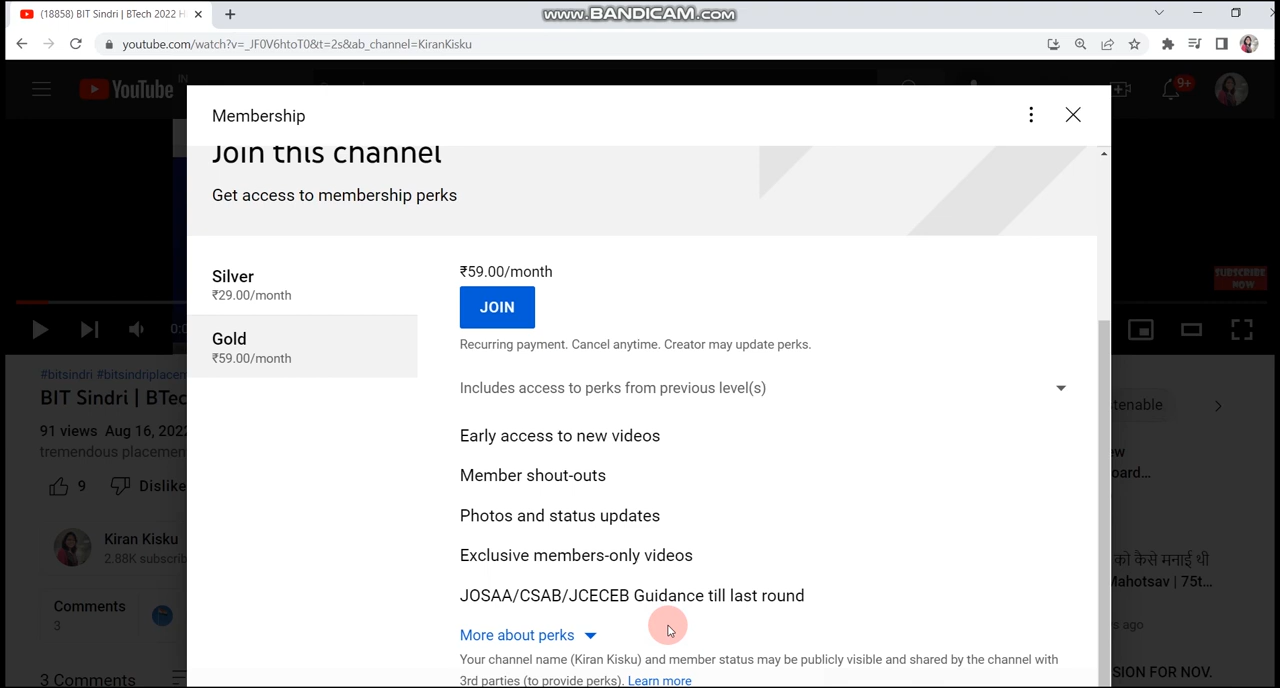 www.BANDICAM.com
(18858) BIT Sindri | BTech 2022 H
youtube.com/watch?v=_JF0V6htoT0&t=2s&ab_channel=KiranKisku
YouTube IN
9+
Membership
Join this channel
Get access to membership perks
Silver
₹29.00/month
Gold
₹59.00/month
₹59.00/month
JOIN
Recurring payment. Cancel anytime. Creator may update perks.
Includes access to perks from previous level(s)
Early access to new videos
Member shout-outs
Photos and status updates
Exclusive members-only videos
JOSAA/CSAB/JCECEB Guidance till last round
More about perks
Your channel name (Kiran Kisku) and member status may be publicly visible and shared by the channel with
3rd parties (to provide perks). Learn more
SUBSCRIBE
NOW
#bitsindri #bitsindriplacem
BIT Sindri | BTec
91 views Aug 16, 2022
tremendous placemen
9 Dislike
Kiran Kisku
2.88K subscrib
Comments
3
3 Comments
tenable
ew
oard...
को कैसे मनाई थी
Mahotsav | 75t...
s ago
SION FOR NOV.